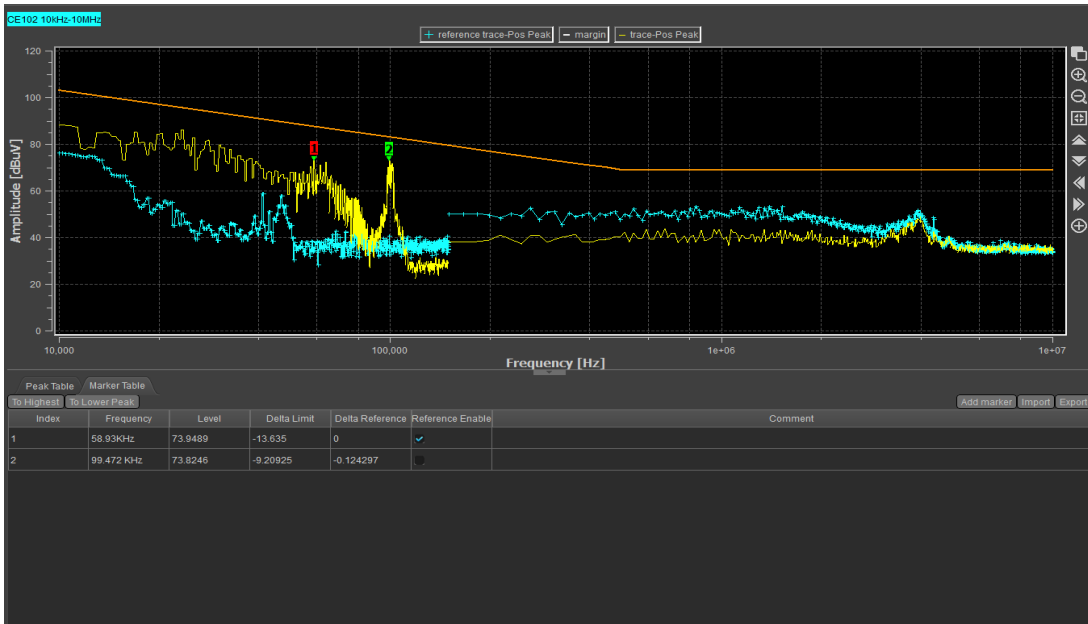 CE102 10kHz-10MHz
reference trace-Pos Peak margin trace-Pos Peak
120
100
80
60
40
20
0
Amplitude [dBuV]
1 2
10,000 100,000 1e+06 1e+07
Frequency [Hz]
Peak Table Marker Table
To Highest To Lower Peak Add marker Import Export
Index Frequency Level Delta Limit Delta Reference Reference Enable Comment
1 58.93KHz 73.9489 -13.635 0
2 99.472 KHz 73.8246 -9.20925 -0.124297